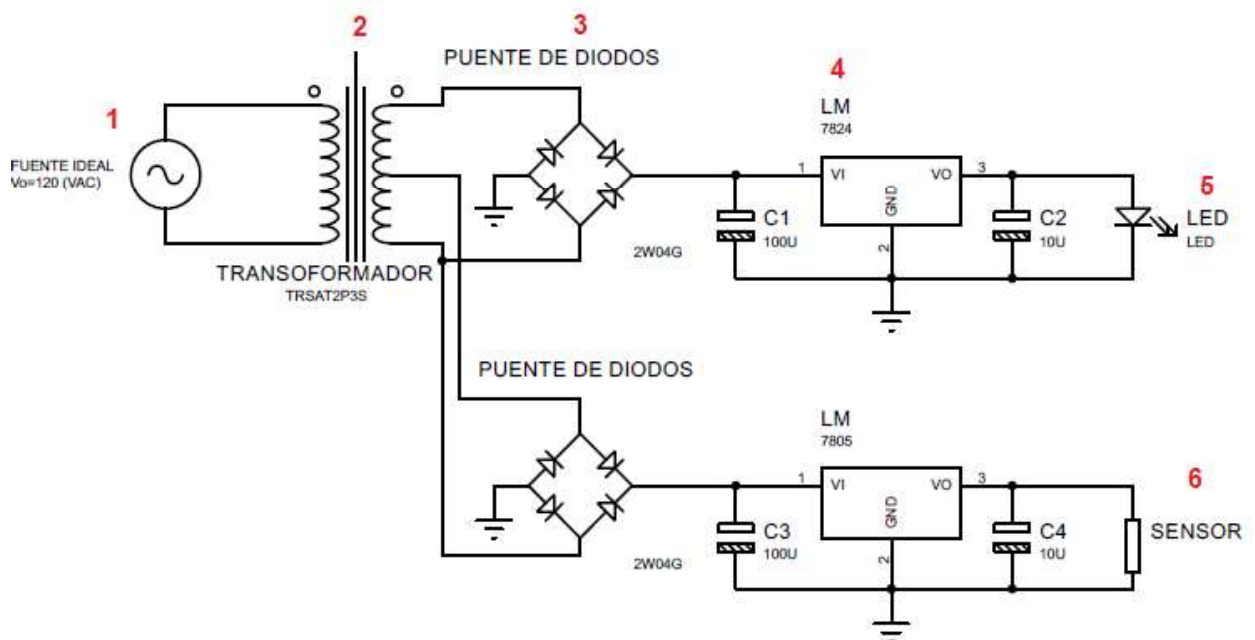 1
FUENTE IDEAL
Vo=120 (VAC)
2
TRANSOFORMADOR
TRSAT2P3S
3
PUENTE DE DIODOS
2W04G
C1
100U
4
LM
7824
1
VI
VO
3
GND
2
C2
10U
5
LED
LED
PUENTE DE DIODOS
2W04G
C3
100U
LM
7805
1
VI
VO
3
GND
2
C4
10U
6
SENSOR